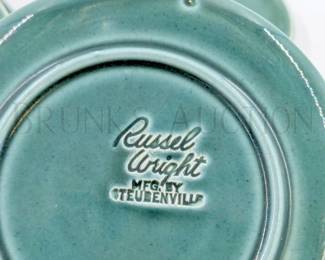 BRUNK AUCTION
Russel
Wright
MFG. BY
STEUBENVILLE